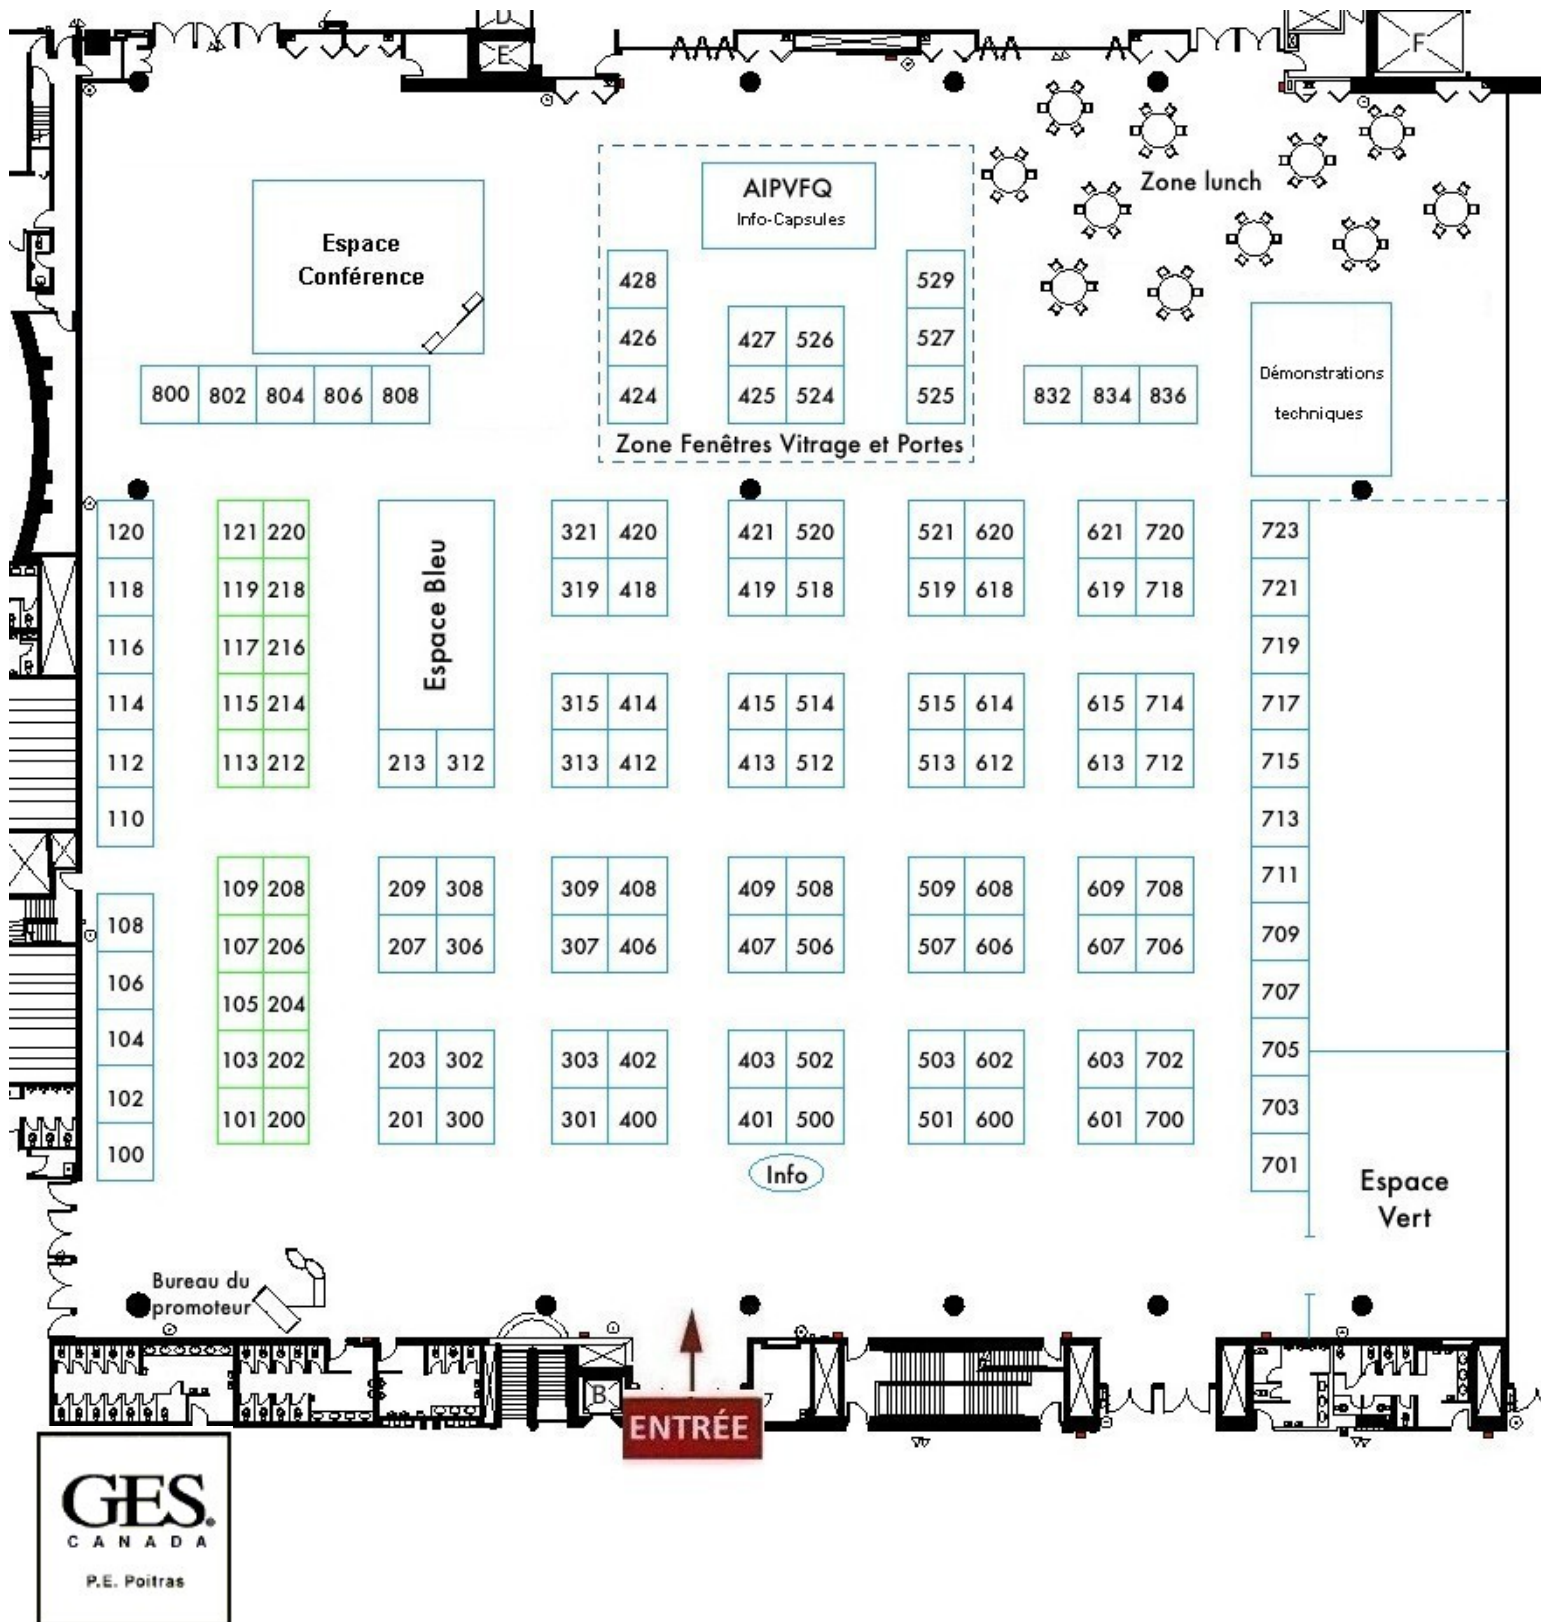 D
E
F
AIPVFQ
Info-Capsules
Zone lunch
Espace
Conférence
428 529
426 427 526 527
424 425 524 525
800 802 804 806 808
832 834 836
Démonstrations
techniques
Zone Fenêtres Vitrage et Portes
120 121 220 321 420 421 520 521 620 621 720 723
118 119 218 319 418 419 518 519 618 619 718 721
Espace Bleu
116 117 216 719
114 115 214 315 414 415 514 515 614 615 714 717
112 113 212 213 312 313 412 413 512 513 612 613 712 715
110 713
109 208 209 308 309 408 409 508 509 608 609 708 711
108 107 206 207 306 307 406 407 506 507 606 607 706 709
106 105 204 707
104 103 202 203 302 303 402 403 502 503 602 603 702 705
102 101 200 201 300 301 400 401 500 501 600 601 700 703
100 701
Info
Espace
Vert
Bureau du
promoteur
B
ENTRÉE
GES.
CANADA
P.E. Poitras